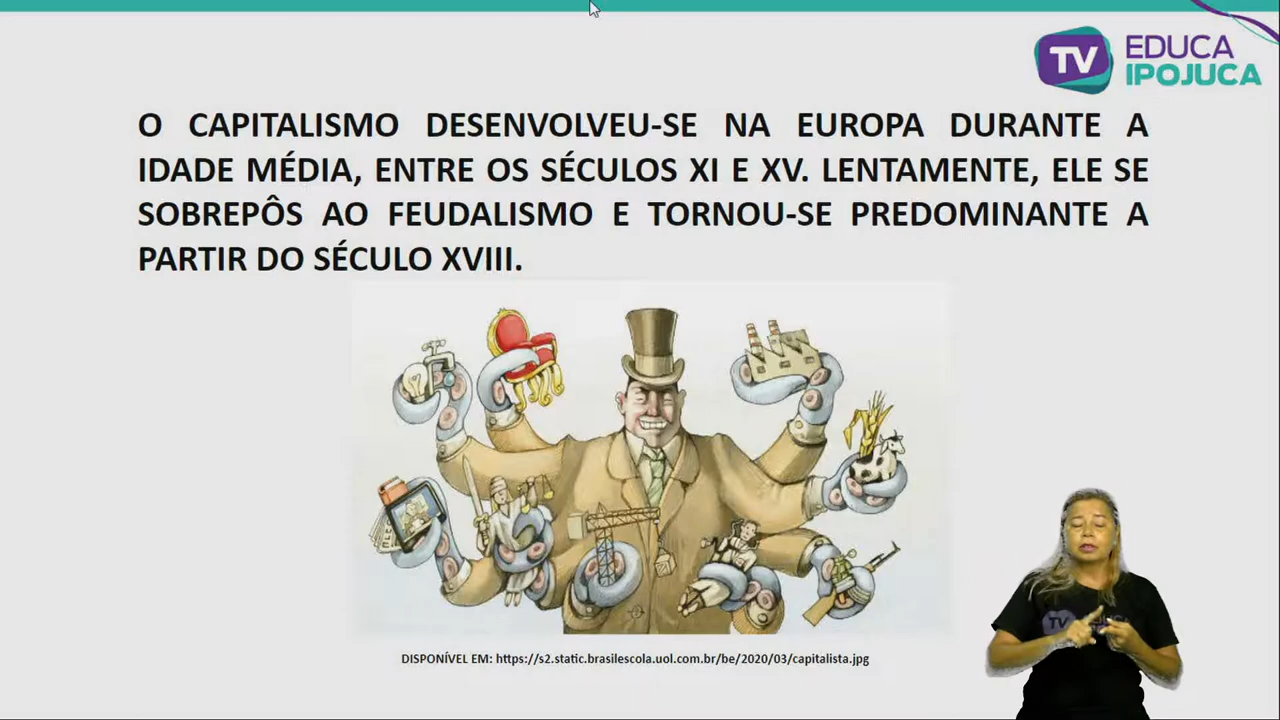 TV EDUCA
IPOJUCA
O CAPITALISMO DESENVOLVEU-SE NA EUROPA DURANTE A
IDADE MÉDIA, ENTRE OS SÉCULOS XI E XV. LENTAMENTE, ELE SE
SOBREPÔS AO FEUDALISMO E TORNOU-SE PREDOMINANTE A
PARTIR DO SÉCULO XVIII.
TV EDUCA
DISPONÍVEL EM: https://s2.static.brasilescola.uol.com.br/be/2020/03/capitalista.jpg